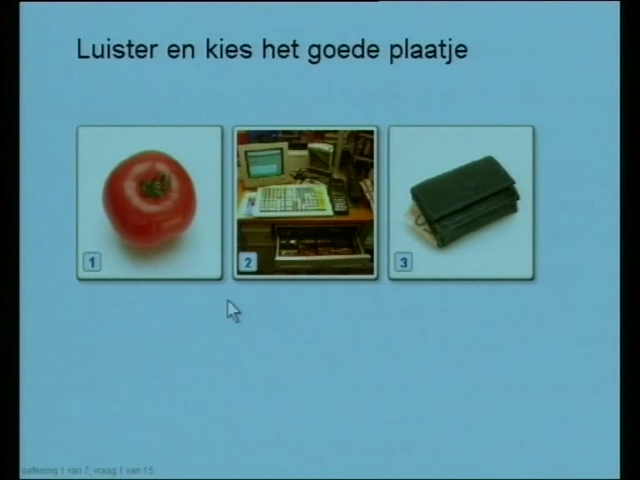 Luister en kies het goede plaatje
1
2
3
oefening 1 van 7, vraag 1 van 15